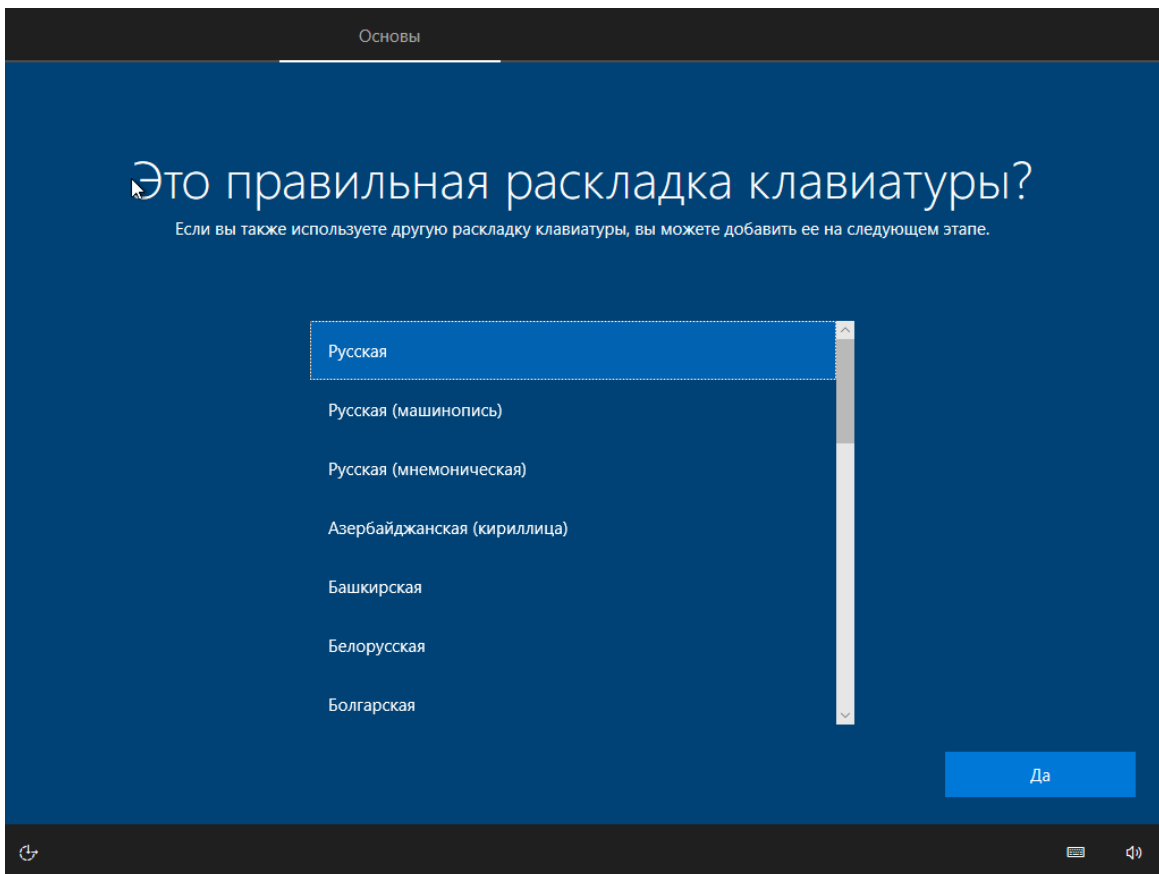 Основы
Это правильная раскладка клавиатуры?
Если вы также используете другую раскладку клавиатуры, вы можете добавить ее на следующем этапе.
Русская
Русская (машинопись)
Русская (мнемоническая)
Азербайджанская (кириллица)
Башкирская
Белорусская
Болгарская
Да